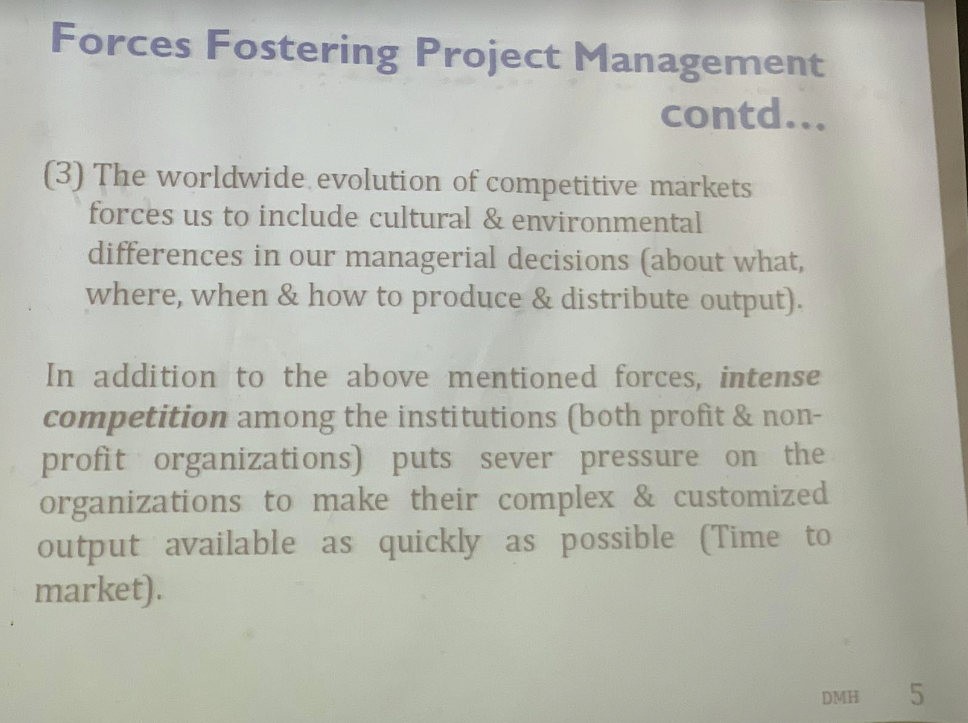 Forces Fostering Project Management
contd...
(3) The worldwide evolution of competitive markets
forces us to include cultural & environmental
differences in our managerial decisions (about what,
where, when & how to produce & distribute output).
In addition to the above mentioned forces, intense
competition among the institutions (both profit & non-
profit organizations) puts sever pressure on the
organizations to make their complex & customized
output available as quickly as possible (Time to
market).
DMH 5